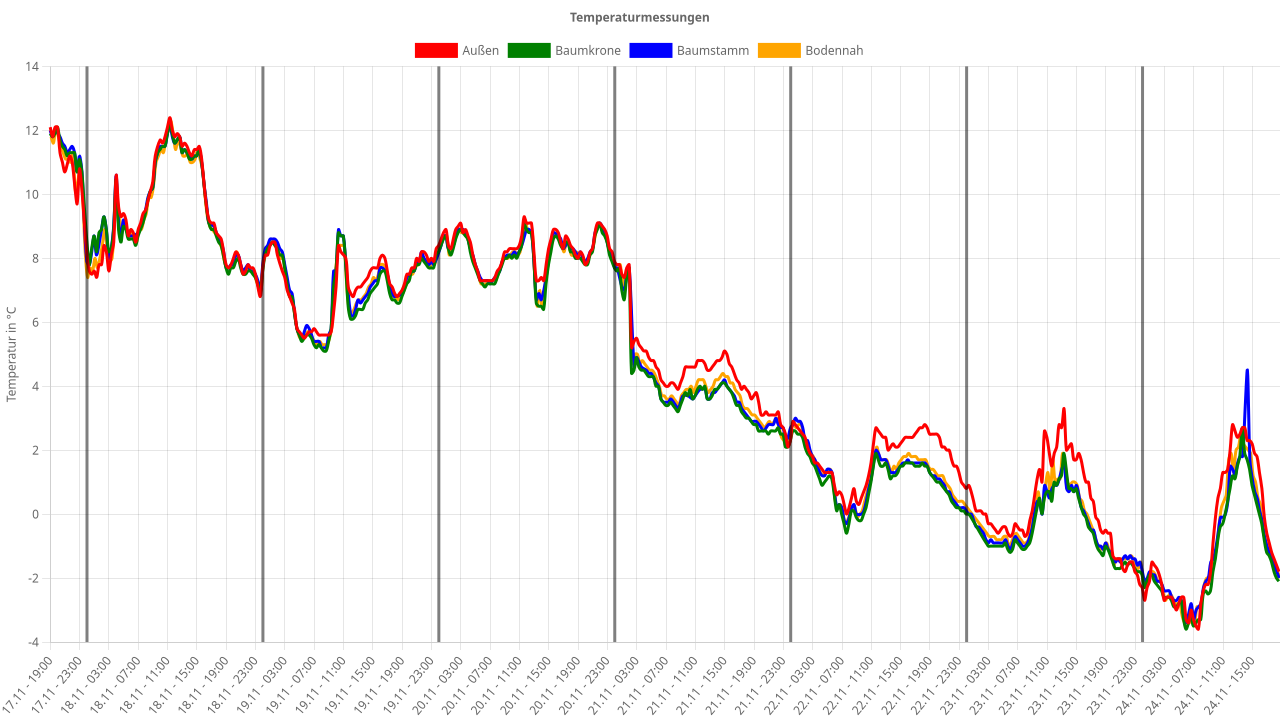 Temperaturmessungen
Außen Baumkrone Baumstamm Bodennah
Temperatur in °C
14
12
10
8
6
4
2
0
-2
-4
17.11 - 19:00
17.11 - 23:00
18.11 - 03:00
18.11 - 07:00
18.11 - 11:00
18.11 - 15:00
18.11 - 19:00
18.11 - 23:00
19.11 - 03:00
19.11 - 07:00
19.11 - 11:00
19.11 - 15:00
19.11 - 19:00
19.11 - 23:00
20.11 - 03:00
20.11 - 07:00
20.11 - 11:00
20.11 - 15:00
20.11 - 19:00
20.11 - 23:00
21.11 - 03:00
21.11 - 07:00
21.11 - 11:00
21.11 - 15:00
21.11 - 19:00
21.11 - 23:00
22.11 - 03:00
22.11 - 07:00
22.11 - 11:00
22.11 - 15:00
22.11 - 19:00
22.11 - 23:00
23.11 - 03:00
23.11 - 07:00
23.11 - 11:00
23.11 - 15:00
23.11 - 19:00
23.11 - 23:00
24.11 - 03:00
24.11 - 07:00
24.11 - 11:00
24.11 - 15:00